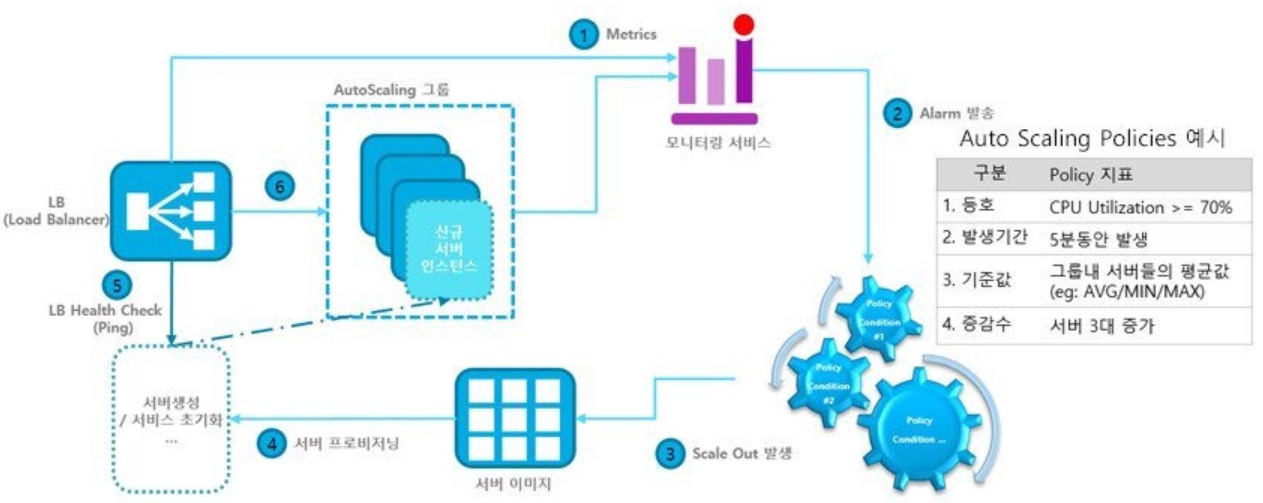 1 Metrics
AutoScaling 그룹
모니터링 서비스
2 Alarm 발송
Auto Scaling Policies 예시
구분 Policy 지표
1. 등호 CPU Utilization >= 70%
2. 발생기간 5분동안 발생
3. 기준값 그룹내 서버들의 평균값
(eg: AVG/MIN/MAX)
4. 증감수 서버 3대 증가
LB
(Load Balancer)
6
신규
서버
인스턴스
5
LB Health Check
(Ping)
서버생성
/ 서비스 초기화
...
4 서버 프로비저닝
서버 이미지
3 Scale Out 발생
Policy
Condition
#1
Policy
Condition
#2
Policy
Condition ...